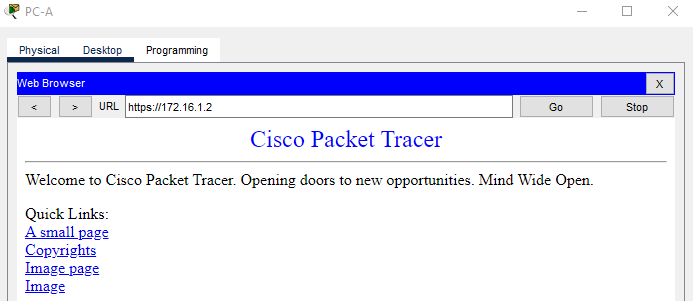 PC-A
Physical Desktop Programming
Web Browser X
< > URL https://172.16.1.2 Go Stop
Cisco Packet Tracer
Welcome to Cisco Packet Tracer. Opening doors to new opportunities. Mind Wide Open.
Quick Links:
A small page
Copyrights
Image page
Image